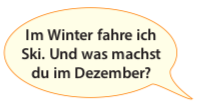 Im Winter fahre ich
Ski. Und was machst
du im Dezember?